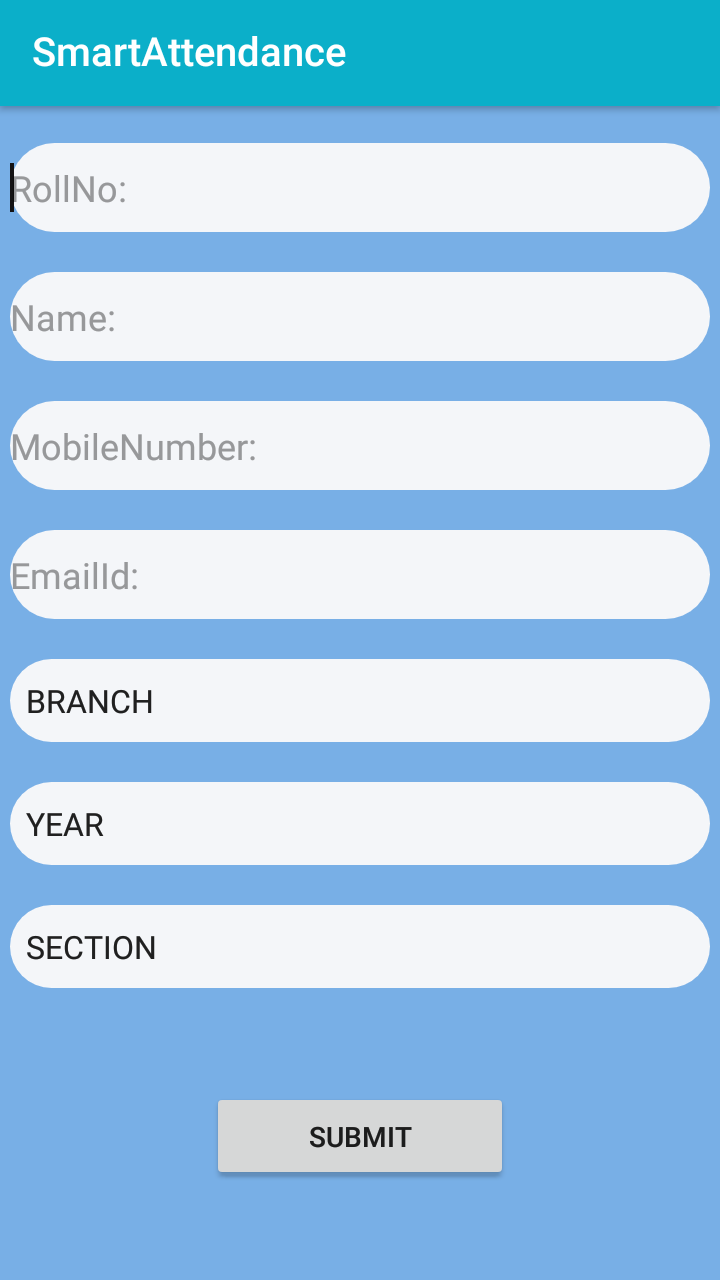 SmartAttendance
RollNo:
Name:
MobileNumber:
EmailId:
BRANCH
YEAR
SECTION
SUBMIT